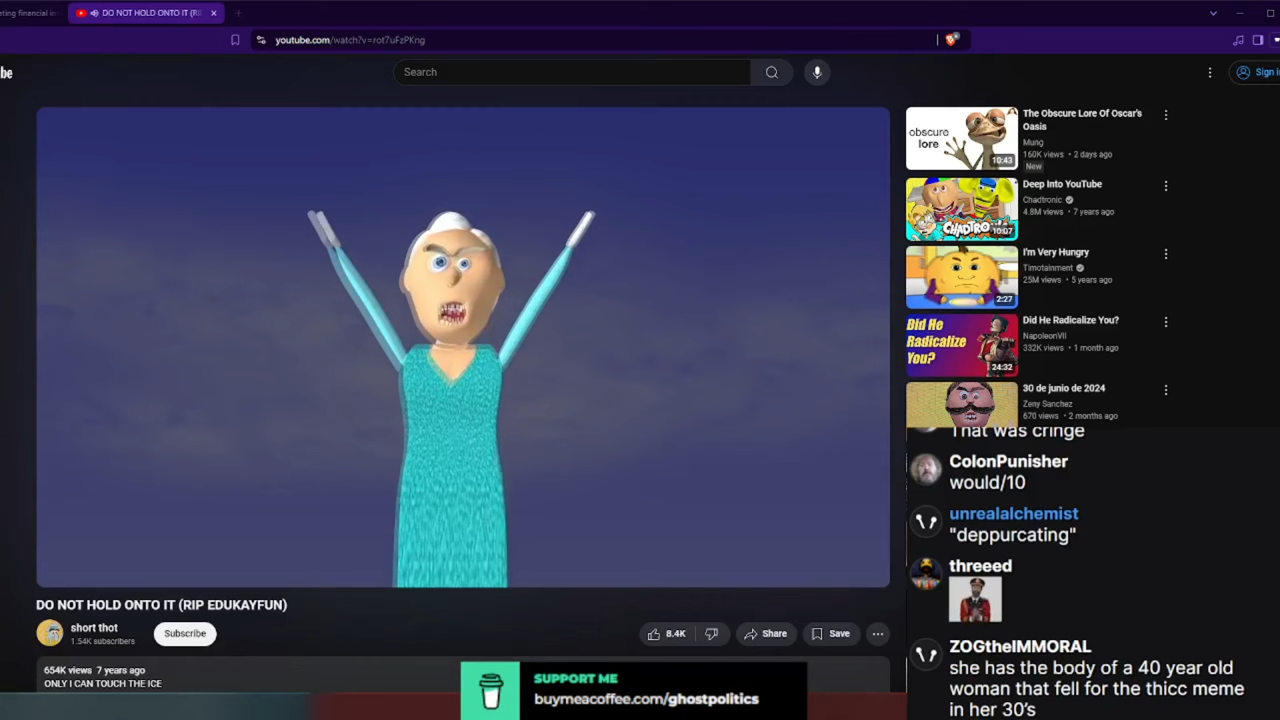 eting financial in
DO NOT HOLD ONTO IT (RI
youtube.com/watch?v=rot7uFzPKng
be
Search
Sign i
obscure
lore
10:43
The Obscure Lore Of Oscar's
Oasis
Mung
160K views • 2 days ago
New
CHADTRO
10:07
Deep Into YouTube
Chadtronic
4.8M views • 7 years ago
2:27
I'm Very Hungry
Timotainment
25M views • 5 years ago
Did He
Radicalize
You?
24:32
Did He Radicalize You?
NapoleonVII
332K views • 1 month ago
30 de junio de 2024
Zeny Sanchez
670 views • 2 months ago
That was cringe
ColonPunisher
would/10
unrealalchemist
"deppurcating"
threeed
ZOGtheIMMORAL
she has the body of a 40 year old
woman that fell for the thicc meme
in her 30's
DO NOT HOLD ONTO IT (RIP EDUKAYFUN)
short thot
1.54K subscribers
Subscribe
8.4K
Share
Save
654K views 7 years ago
ONLY I CAN TOUCH THE ICE
SUPPORT ME
buymeacoffee.com/ghostpolitics